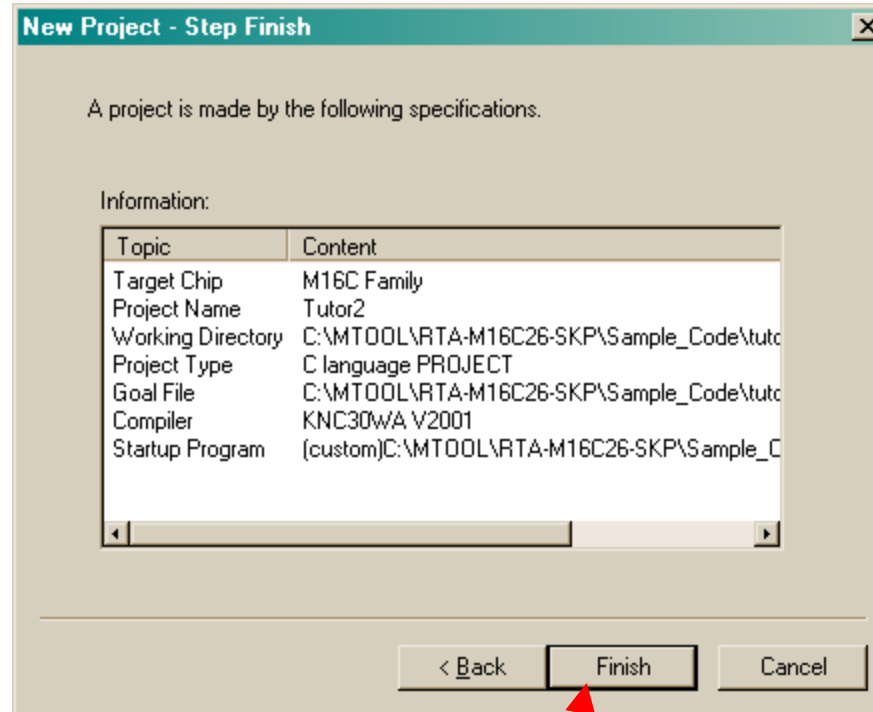 New Project - Step Finish
A project is made by the following specifications.
Information:
Topic Content
Target Chip M16C Family
Project Name Tutor2
Working Directory C:\MTOOL\RTA-M16C26-SKP\Sample_Code\tuto
Project Type C language PROJECT
Goal File C:\MTOOL\RTA-M16C26-SKP\Sample_Code\tuto
Compiler KNC30WA V2001
Startup Program (custom)C:\MTOOL\RTA-M16C26-SKP\Sample_C
< Back Finish Cancel